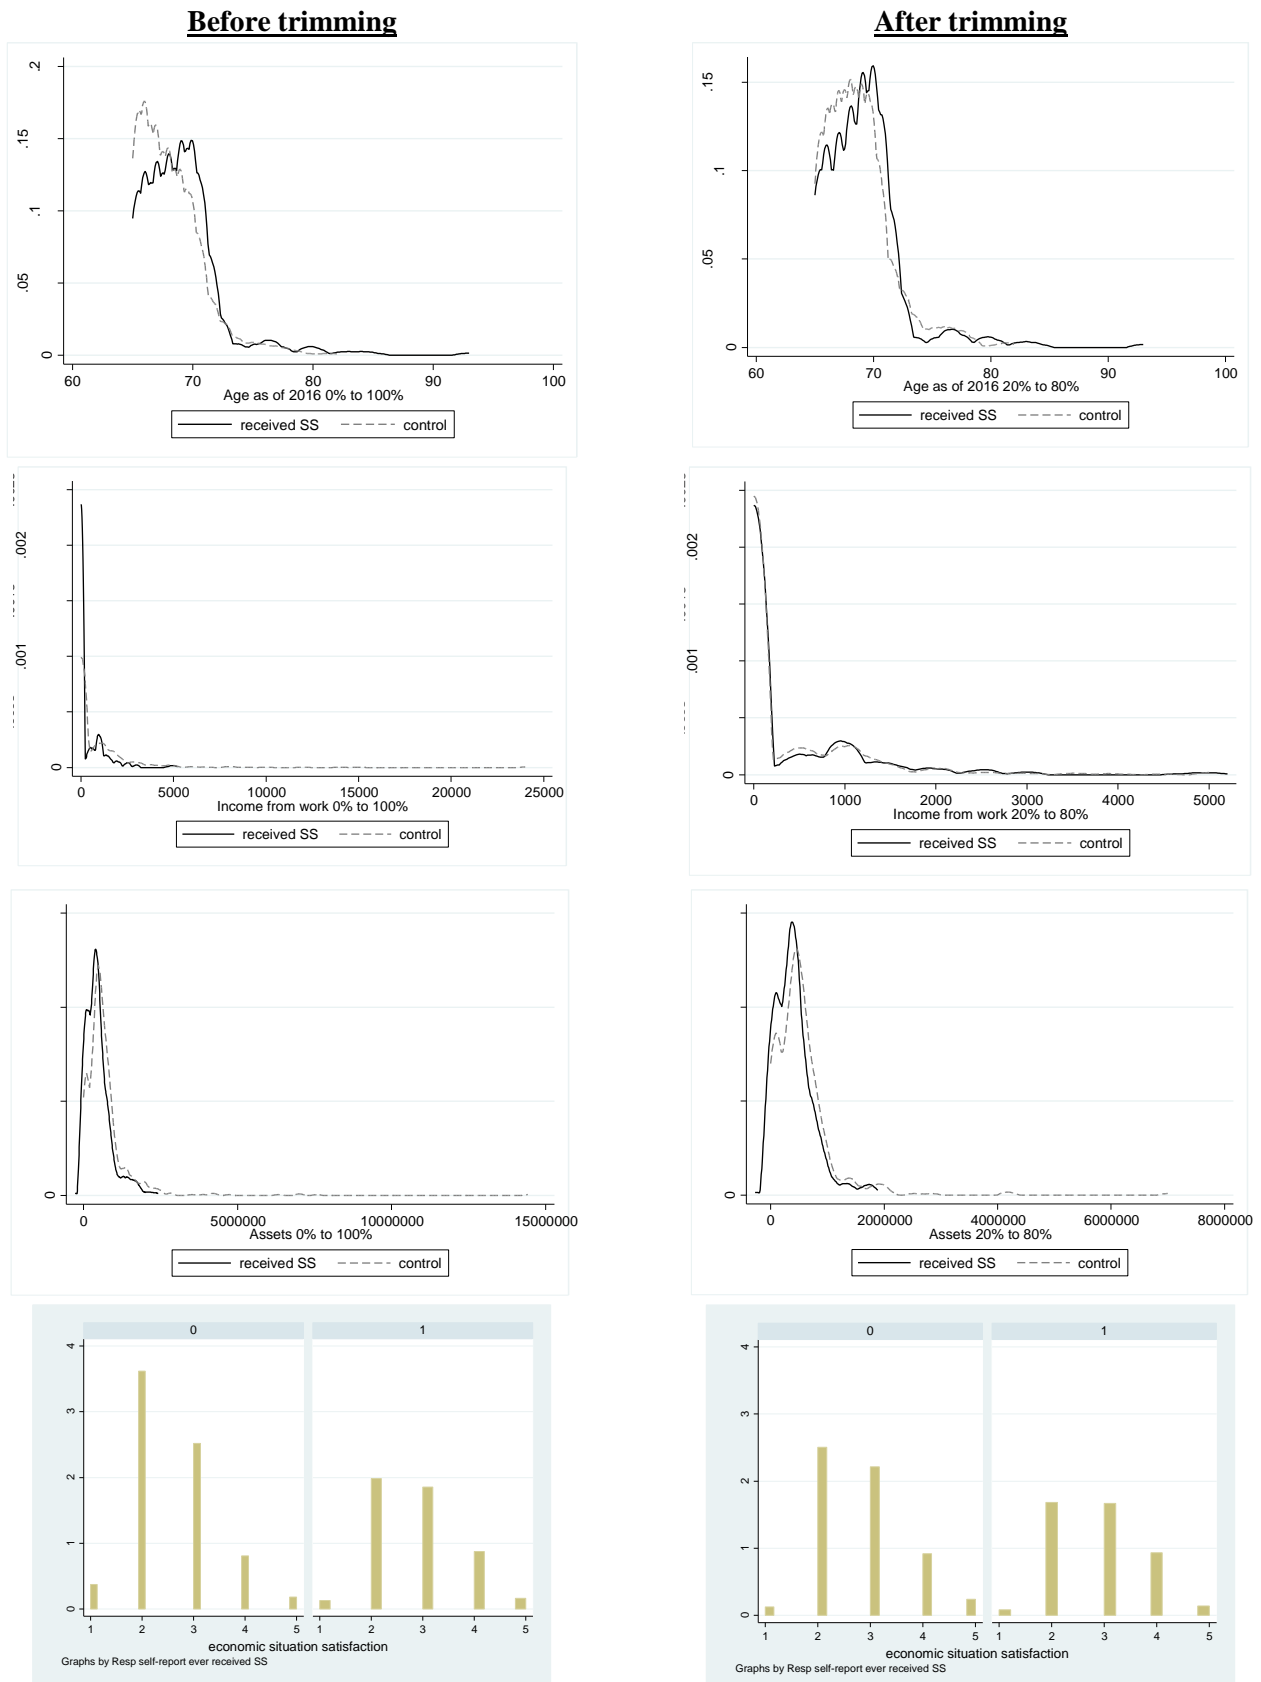 Before trimming
After trimming
0
.05
.1
.15
.2
60 70 80 90 100
Age as of 2016 0% to 100%
received SS control
0
.05
.1
.15
60 70 80 90 100
Age as of 2016 20% to 80%
received SS control
0
.001
.002
0 5000 10000 15000 20000 25000
Income from work 0% to 100%
received SS control
0
.001
.002
0 1000 2000 3000 4000 5000
Income from work 20% to 80%
received SS control
0
0 5000000 10000000 15000000
Assets 0% to 100%
received SS control
0
0 2000000 4000000 6000000 8000000
Assets 20% to 80%
received SS control
0 1
0
1
2
3
4
1 2 3 4 5 1 2 3 4 5
economic situation satisfaction
Graphs by Resp self-report ever received SS
0 1
0
1
2
3
4
1 2 3 4 5 1 2 3 4 5
economic situation satisfaction
Graphs by Resp self-report ever received SS